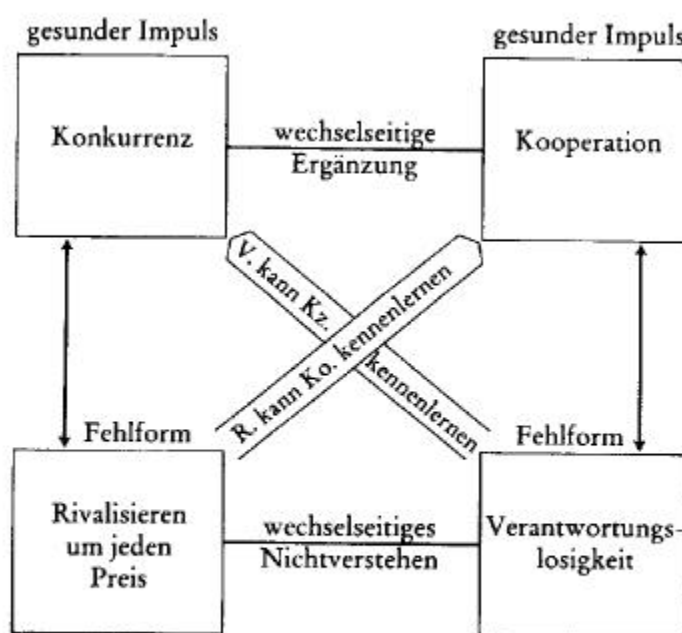 gesunder Impuls
gesunder Impuls
Konkurrenz
wechselseitige
Ergänzung
Kooperation
V. kann Kz. kennenlernen
R. kann Ko. kennenlernen
Fehlform
Fehlform
Rivalisieren
um jeden
Preis
wechselseitiges
Nichtverstehen
Verantwortungs-
losigkeit